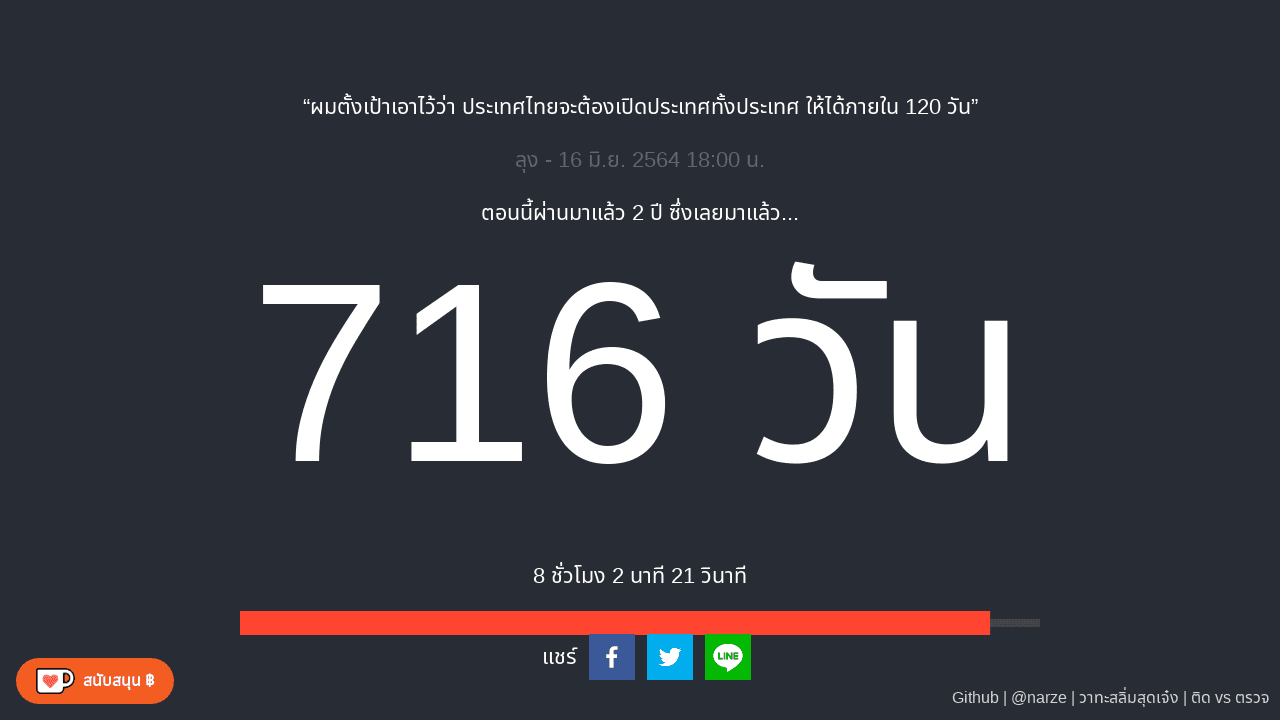 “ผมตั้งเป้าเอาไว้ว่า ประเทศไทยจะต้องเปิดประเทศทั้งประเทศ ให้ได้ภายใน 120 วัน”
ลุง - 16 มิ.ย. 2564 18:00 น.
ตอนนี้ผ่านมาแล้ว 2 ปี ซึ่งเลยมาแล้ว...
716 วัน
8 ชั่วโมง 2 นาที 21 วินาที
แชร์
LINE
สนับสนุน ฿
Github | @narze | วาทะสลิ่มสุดเจ๋ง | ติด vs ตรวจ